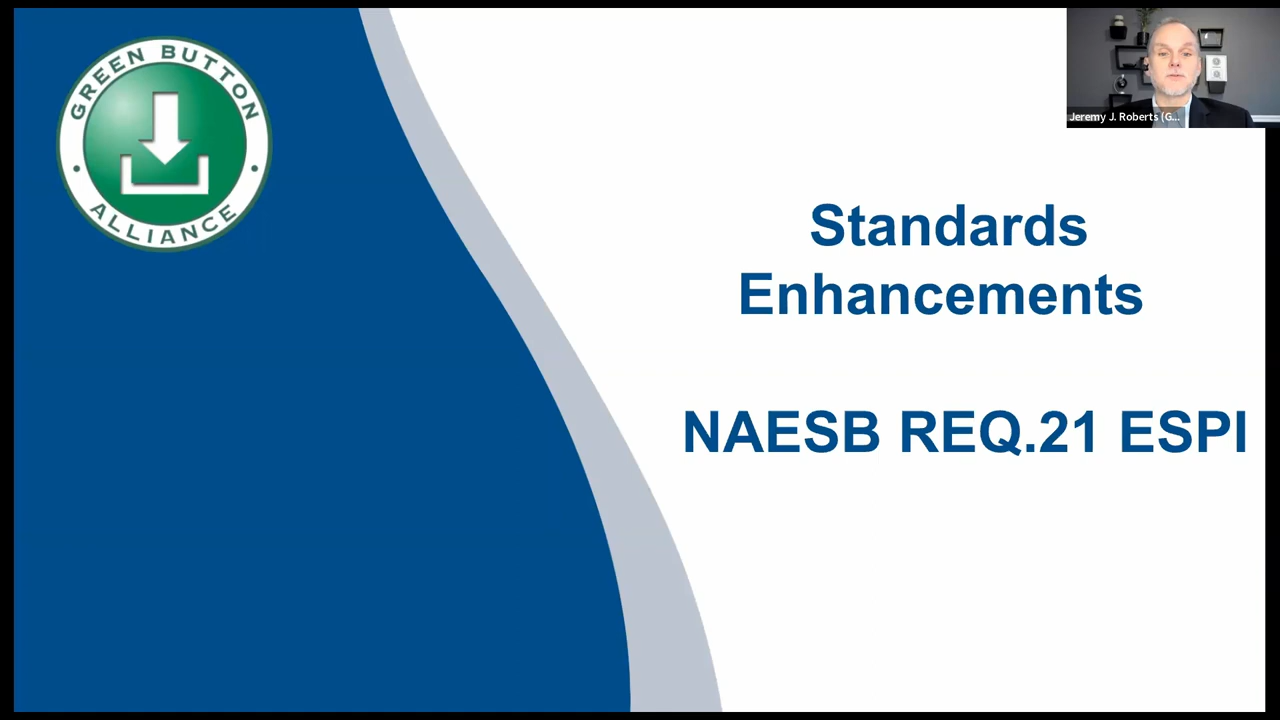 GREEN BUTTON
ALLIANCE
Jeremy J. Roberts (G...
Standards
Enhancements
NAESB REQ.21 ESPI